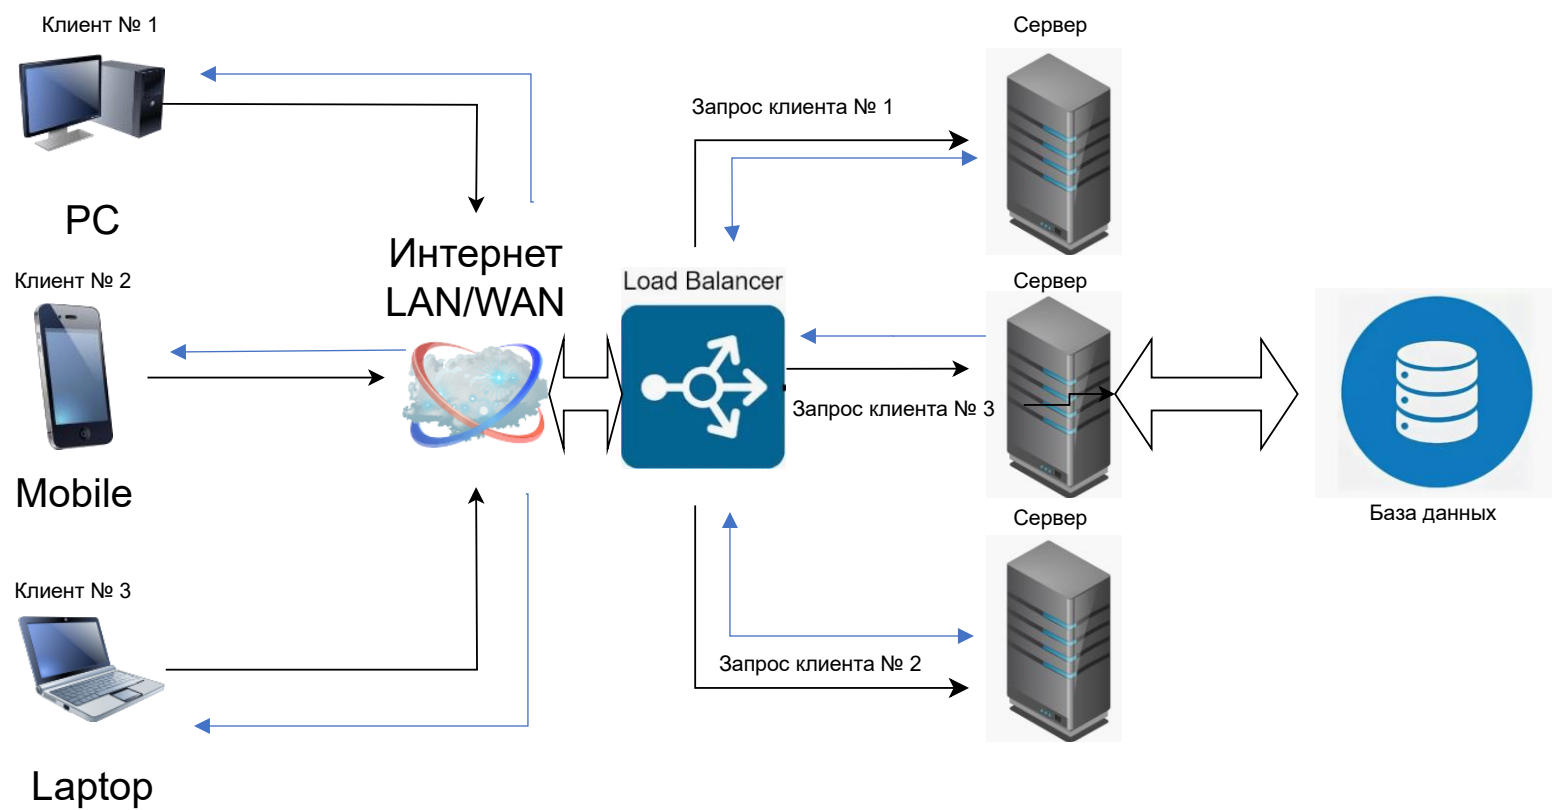 Клиент № 1
Сервер
Запрос клиента № 1
PC
Интернет
LAN/WAN
Клиент № 2
Load Balancer
Сервер
Запрос клиента № 3
Mobile
База данных
Сервер
Клиент № 3
Запрос клиента № 2
Laptop